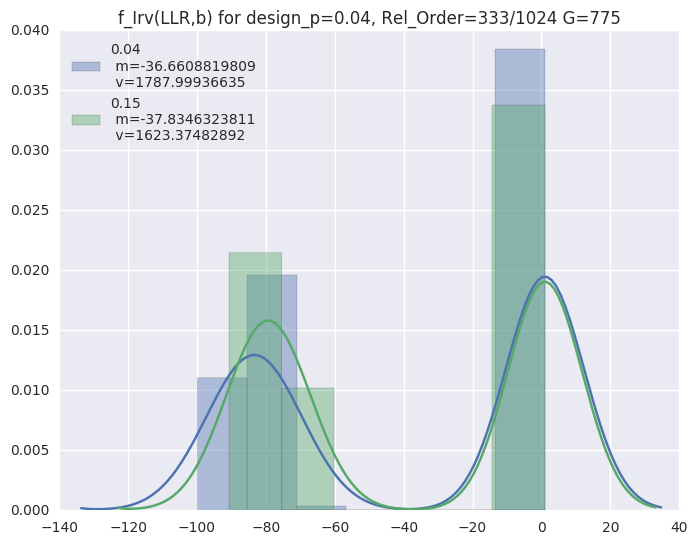 f_Irv(LLR,b) for design_p=0.04, Rel_Order=333/1024 G=775
0.040
0.035
0.030
0.025
0.020
0.015
0.010
0.005
0.000
0.04
m=-36.6608819809
v=1787.99936635
0.15
m=-37.8346323811
v=1623.37482892
−140 −120 −100 −80 −60 −40 −20 0 20 40